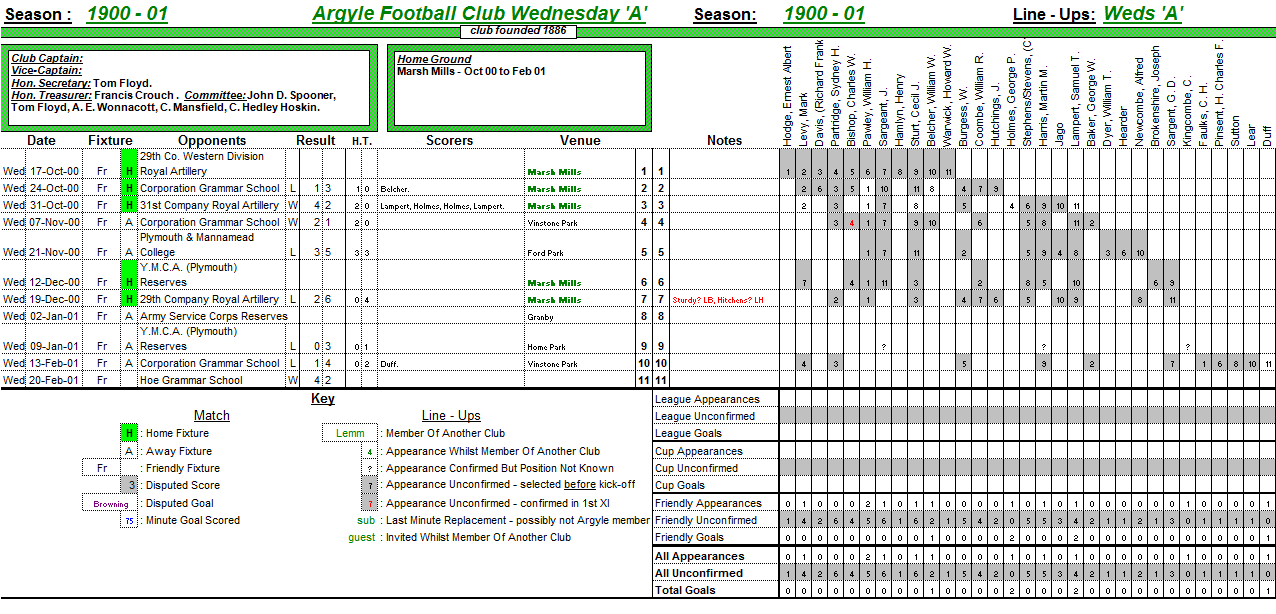 Season : 1900 - 01 Argyle Football Club Wednesday 'A' Season: 1900 - 01 Line - Ups: Weds 'A'
club founded 1886
Club Captain:
Vice-Captain:
Hon. Secretary: Tom Floyd.
Hon. Treasurer: Francis Crouch . Committee: John D. Spooner,
Tom Floyd, A. E. Wonnacott, C. Mansfield, C. Hedley Hoskin.
Home Ground
Marsh Mills - Oct 00 to Feb 01
Hodge, Ernest Albert
Levy, Mark
Davis, (Richard Frank
Partridge, Sydney H.
Bishop, Charles W.
Pawley, William H.
Sargeant, J.
Hamlyn, Henry
Sturt, Cecil J.
Belcher, William W.
Warwick, Howard W.
Burgess, W.
Coombe, William R.
Hutchings, J.
Holmes, George P.
Stephens/Stevens, (C
Harris, Martin M.
Jago
Lampert, Samuel T.
Baker, George W.
Dyer, William T.
Hearder
Newcombe, Alfred
Brokenshire, Joseph
Sargent, G. D.
Kingcombe, C.
Faulks, C. H.
Pinsent, H. Charles F.
Sutton
Lear
Duff
Date Fixture Opponents Result H.T. Scorers Venue Notes
29th Co. Western Division
Wed 17-Oct-00 Fr H Royal Artillery Marsh Mills 1 1 1 2 3 4 5 6 7 8 9 10 11
Wed 24-Oct-00 Fr H Corporation Grammar School L 1 3 1 0 Belcher. Marsh Mills 2 2 2 6 3 5 1 10 11 8 4 7 9
Wed 31-Oct-00 Fr H 31st Company Royal Artillery W 4 2 2 0 Lampert, Holmes, Holmes, Lampert. Marsh Mills 3 3 2 3 1 7 8 5 4 6 9 10 11
Wed 07-Nov-00 Fr A Corporation Grammar School W 2 1 2 0 Vinstone Park 4 4 3 4 1 7 9 10 6 5 8 11 2
Plymouth & Mannamead
Wed 21-Nov-00 Fr A College L 3 5 3 3 Ford Park 5 5 1 7 11 2 5 9 4 8 3 6 10
Y.M.C.A. (Plymouth)
Wed 12-Dec-00 Fr H Reserves Marsh Mills 6 6 7 4 1 11 3 2 8 5 10 6 9
Wed 19-Dec-00 Fr H 29th Company Royal Artillery L 2 6 0 4 Marsh Mills 7 7 Sturdy? LB, Hitchens? LH 2 1 3 4 7 6 5 10 9 8 11
Wed 02-Jan-01 Fr A Army Service Corps Reserves Granby 8 8
Y.M.C.A. (Plymouth)
Wed 09-Jan-01 Fr A Reserves L 0 3 0 1 Home Park 9 9 ? ? ?
Wed 13-Feb-01 Fr A Corporation Grammar School L 1 4 0 2 Duff. Vinstone Park 10 10 4 3 5 9 2 7 1 6 8 10 11
Wed 20-Feb-01 Fr Hoe Grammar School W 4 2 11 11
Key
Match Line - Ups
H : Home Fixture Lemm : Member Of Another Club
A : Away Fixture 4 : Appearance Whilst Member Of Another Club
Fr : Friendly Fixture ? : Appearance Confirmed But Position Not Known
3 : Disputed Score 7 : Appearance Unconfirmed - selected before kick-off
Browning : Disputed Goal 7 : Appearance Unconfirmed - confirmed in 1st XI
75 : Minute Goal Scored sub : Last Minute Replacement - possibly not Argyle member
guest : Invited Whilst Member Of Another Club
League Appearances
League Unconfirmed
League Goals
Cup Appearances
Cup Unconfirmed
Cup Goals
Friendly Appearances 0 1 0 0 0 2 1 0 1 1 0 0 0 0 1 0 1 0 1 0 0 0 0 0 0 1 0 0 0 0 1
Friendly Unconfirmed 1 4 2 6 4 5 6 1 6 2 1 5 4 2 0 5 5 3 4 2 1 1 2 1 3 0 1 1 1 1 0
Friendly Goals 0 0 0 0 0 0 0 0 0 1 0 0 0 0 2 0 0 0 2 0 0 0 0 0 0 0 0 0 0 0 1
All Appearances 0 1 0 0 0 2 1 0 1 1 0 0 0 0 1 0 1 0 1 0 0 0 0 0 0 1 0 0 0 0 1
All Unconfirmed 1 4 2 6 4 5 6 1 6 2 1 5 4 2 0 5 5 3 4 2 1 1 2 1 3 0 1 1 1 1 0
Total Goals 0 0 0 0 0 0 0 0 0 1 0 0 0 0 2 0 0 0 2 0 0 0 0 0 0 0 0 0 0 0 1